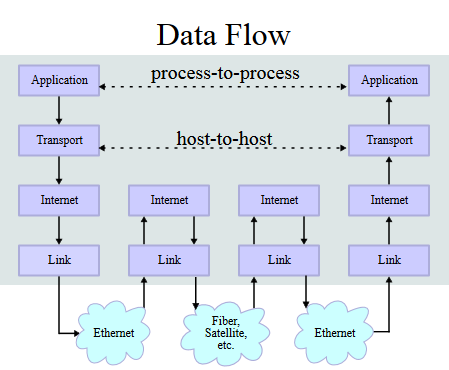 Data Flow
Application
process-to-process
Application
Transport
host-to-host
Transport
Internet
Internet
Internet
Internet
Link
Link
Link
Link
Ethernet
Fiber,
Satellite,
etc.
Ethernet